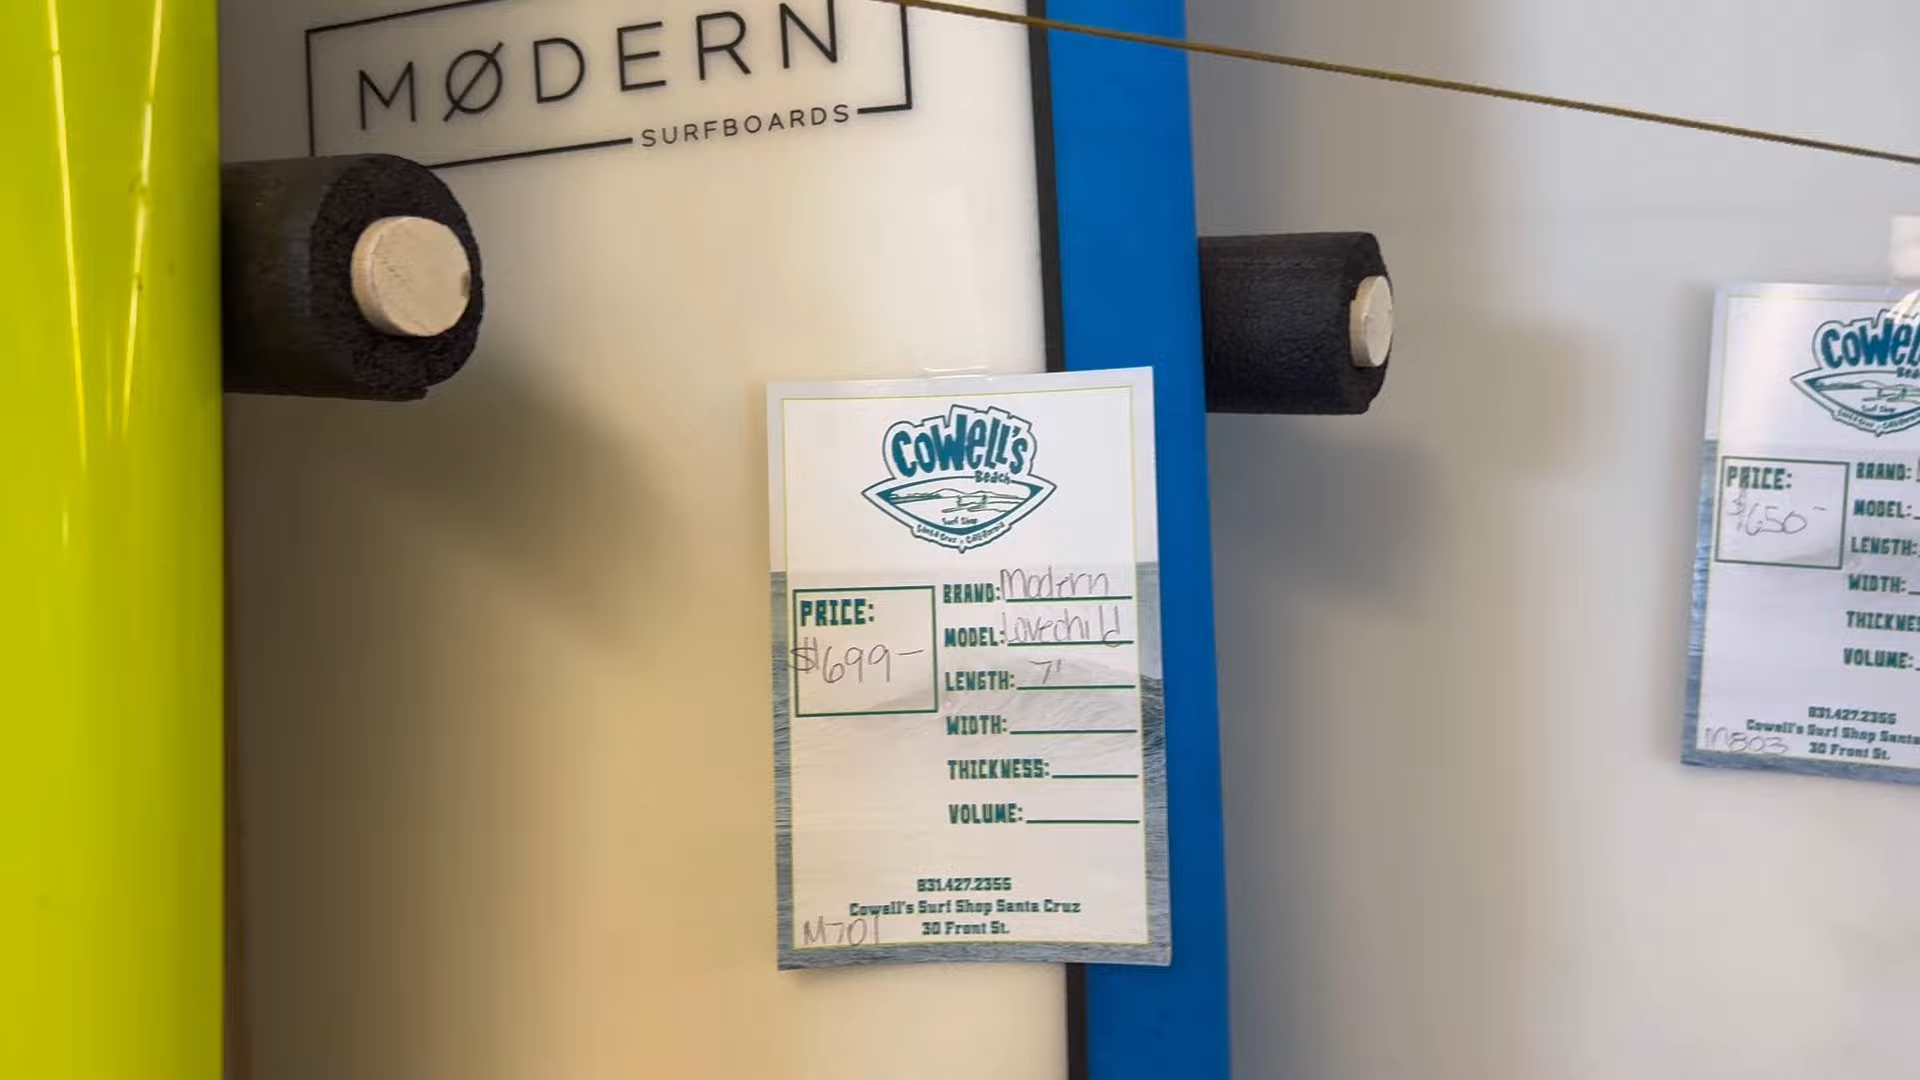 MØDERN
SURFBOARDS
Cowell's
Beach
Surf Shop
Santa Cruz, California
PRICE:
$699-
BRAND: Modern
MODEL: Lovechild
LENGTH: 7'
WIDTH:
THICKNESS:
VOLUME:
831.427.2355
Cowell's Surf Shop Santa Cruz
30 Front St.
M701
PRICE:
$650-
BRAND:
MODEL:
LENGTH:
WIDTH:
VOLUME:
831.427.2355
Cowell's Surf Shop Santa
30 Front St.
M803